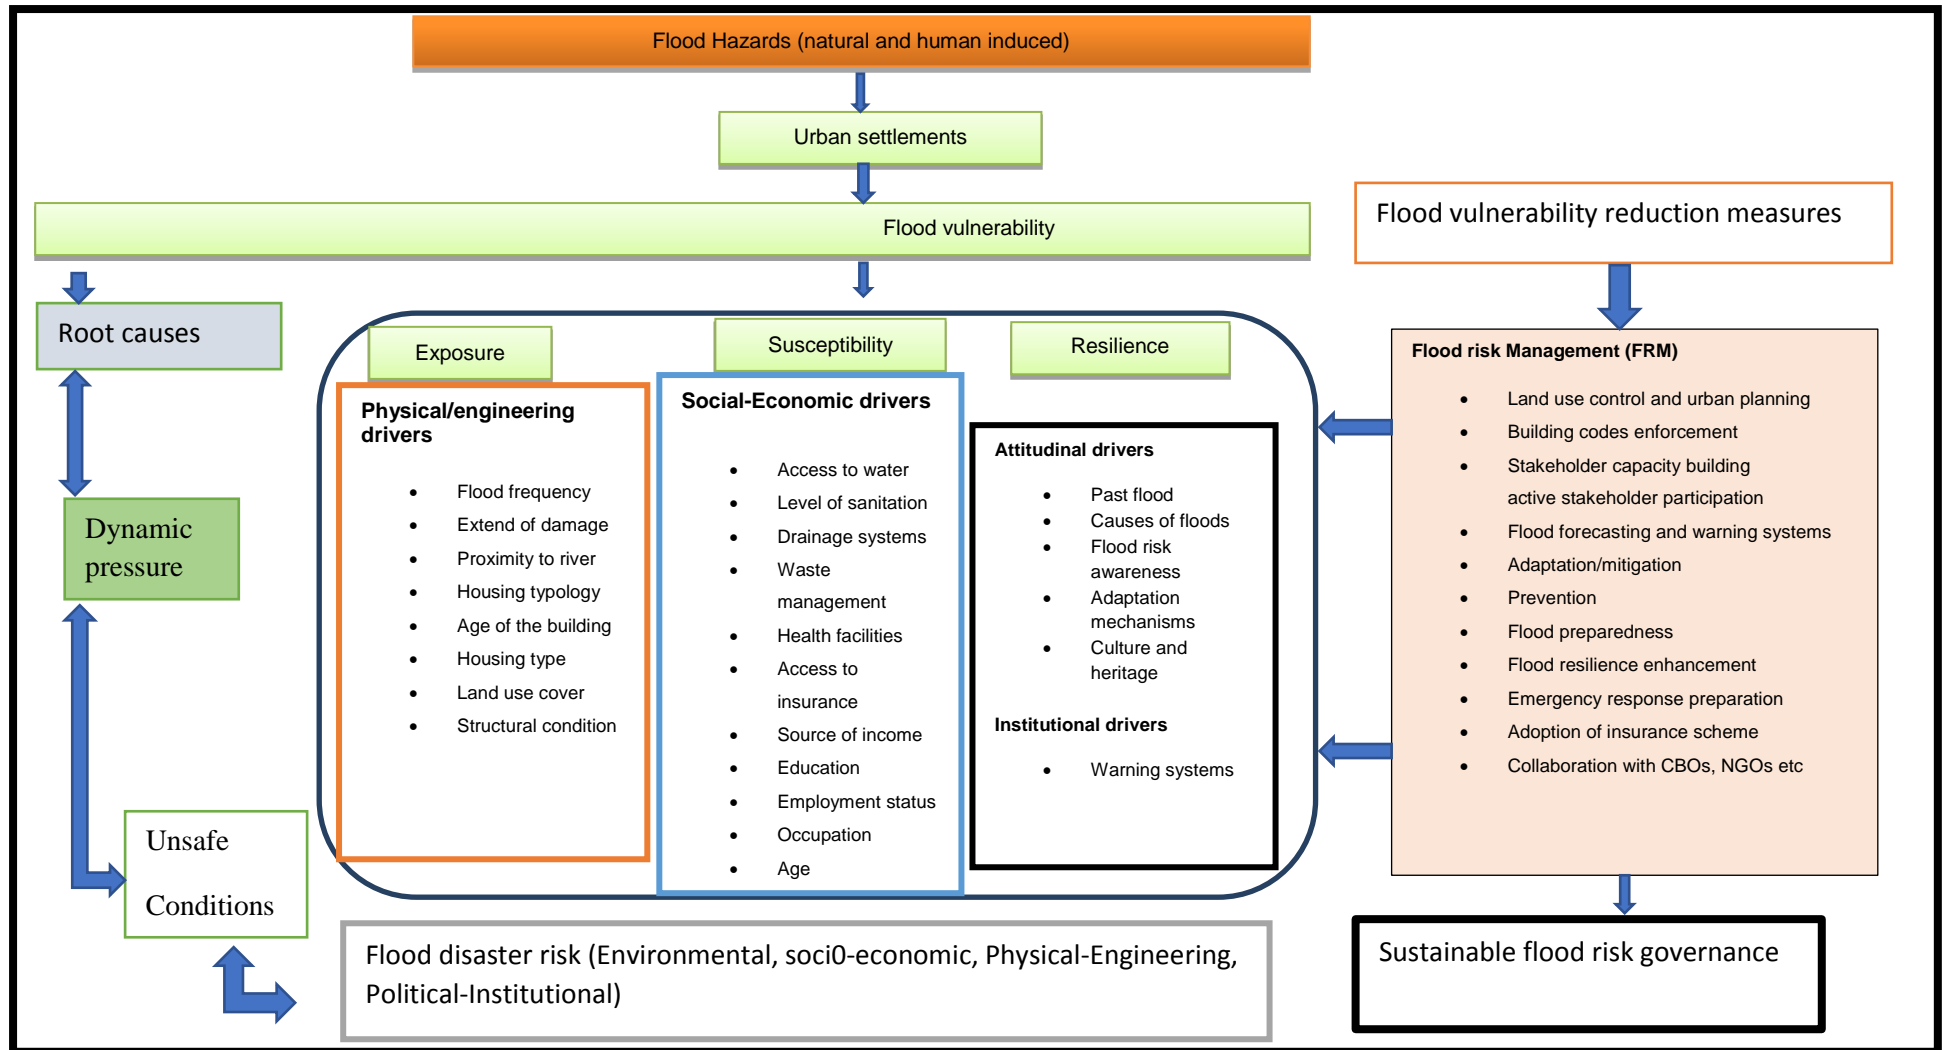 Flood Hazards (natural and human induced)
Urban settlements
Flood vulnerability
Root causes
Dynamic
pressure
Unsafe
Conditions
Exposure
Physical/engineering
drivers
• Flood frequency
• Extend of damage
• Proximity to river
• Housing typology
• Age of the building
• Housing type
• Land use cover
• Structural condition
Susceptibility
Social-Economic drivers
• Access to water
• Level of sanitation
• Drainage systems
• Waste
management
• Health facilities
• Access to
insurance
• Source of income
• Education
• Employment status
• Occupation
• Age
Resilience
Attitudinal drivers
• Past flood
• Causes of floods
• Flood risk
awareness
• Adaptation
mechanisms
• Culture and
heritage
Institutional drivers
• Warning systems
Flood disaster risk (Environmental, soci0-economic, Physical-Engineering,
Political-Institutional)
Flood vulnerability reduction measures
Flood risk Management (FRM)
• Land use control and urban planning
• Building codes enforcement
• Stakeholder capacity building
active stakeholder participation
• Flood forecasting and warning systems
• Adaptation/mitigation
• Prevention
• Flood preparedness
• Flood resilience enhancement
• Emergency response preparation
• Adoption of insurance scheme
• Collaboration with CBOs, NGOs etc
Sustainable flood risk governance